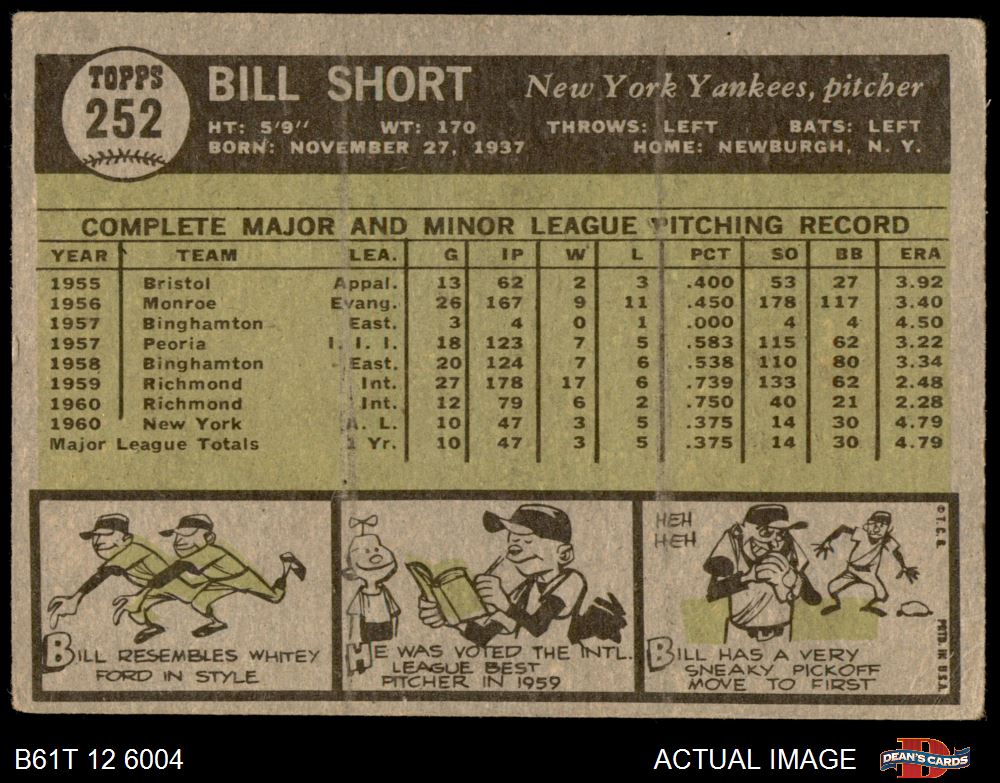 TOPPS
252
BILL SHORT
New York Yankees, pitcher
HT: 5'9" WT: 170 THROWS: LEFT BATS: LEFT
BORN: NOVEMBER 27, 1937 HOME: NEWBURGH, N. Y.
COMPLETE MAJOR AND MINOR LEAGUE PITCHING RECORD
YEAR TEAM LEA. G IP W L PCT SO BB ERA
1955 Bristol Appal. 13 62 2 3 .400 53 27 3.92
1956 Monroe Evang. 26 167 9 11 .450 178 117 3.40
1957 Binghamton East. 3 4 0 1 .000 4 4 4.50
1957 Peoria I. I. I. 18 123 7 5 .583 115 62 3.22
1958 Binghamton East. 20 124 7 6 .538 110 80 3.34
1959 Richmond Int. 27 178 17 6 .739 133 62 2.48
1960 Richmond Int. 12 79 6 2 .750 40 21 2.28
1960 New York A. L. 10 47 3 5 .375 14 30 4.79
Major League Totals 1 Yr. 10 47 3 5 .375 14 30 4.79
BILL RESEMBLES WHITEY
FORD IN STYLE
HE WAS VOTED THE INTL.
LEAGUE BEST
PITCHER IN 1959
HEH
HEH
BILL HAS A VERY
SNEAKY PICKOFF
MOVE TO FIRST
© T. C. G.
PRTD. IN U.S.A.
B61T 12 6004
ACTUAL IMAGE
DEAN'S CARDS